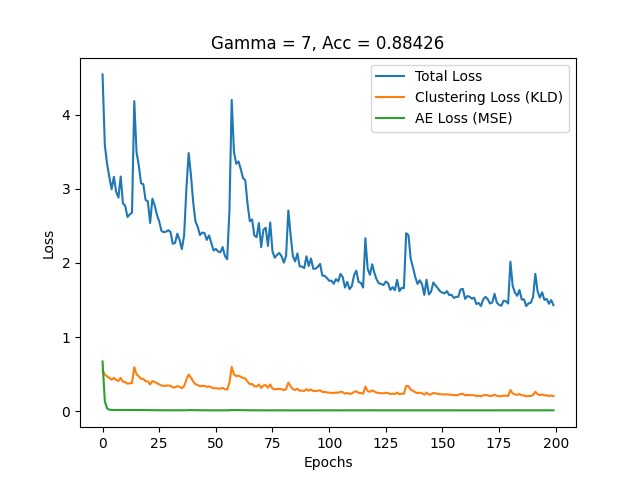 Gamma = 7, Acc = 0.88426
Total Loss
Clustering Loss (KLD)
AE Loss (MSE)
4
3
2
1
0
Loss
0 25 50 75 100 125 150 175 200
Epochs